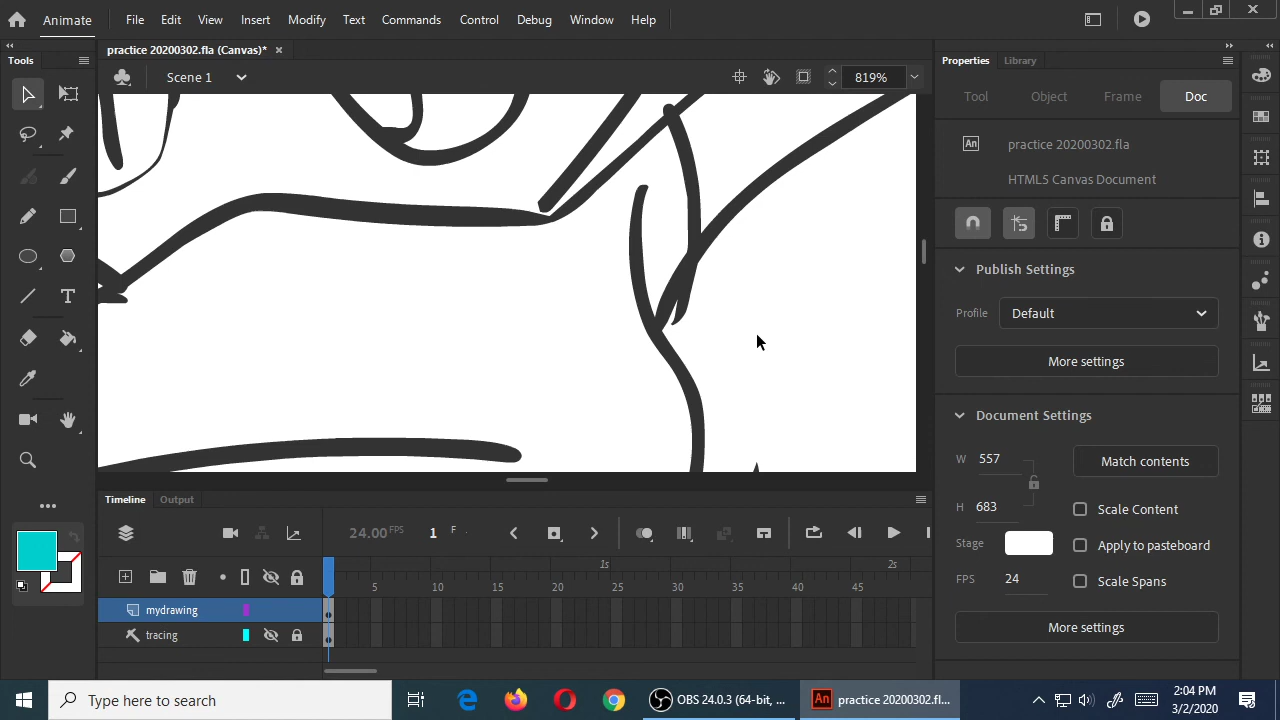 Animate File Edit View Insert Modify Text Commands Control Debug Window Help
practice 20200302.fla (Canvas)* ×
Tools
Scene 1 819%
Properties Library
Tool Object Frame Doc
An practice 20200302.fla
HTML5 Canvas Document
Publish Settings
Profile Default
More settings
Document Settings
W 557 Match contents
H 683 Scale Content
Stage Apply to pasteboard
FPS 24 Scale Spans
More settings
Timeline Output
24.00 FPS 1 F
1s 2s
5 10 15 20 25 30 35 40 45
mydrawing
tracing
Type here to search
OBS 24.0.3 (64-bit, ...
An practice 20200302.fl...
2:04 PM
3/2/2020